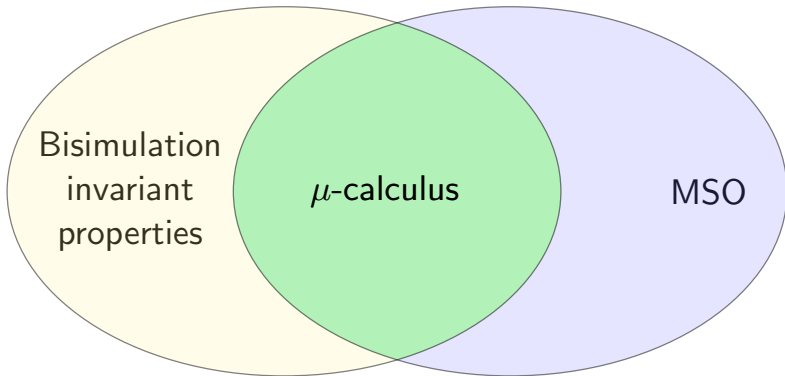 Bisimulation
invariant
properties
μ-calculus
MSO